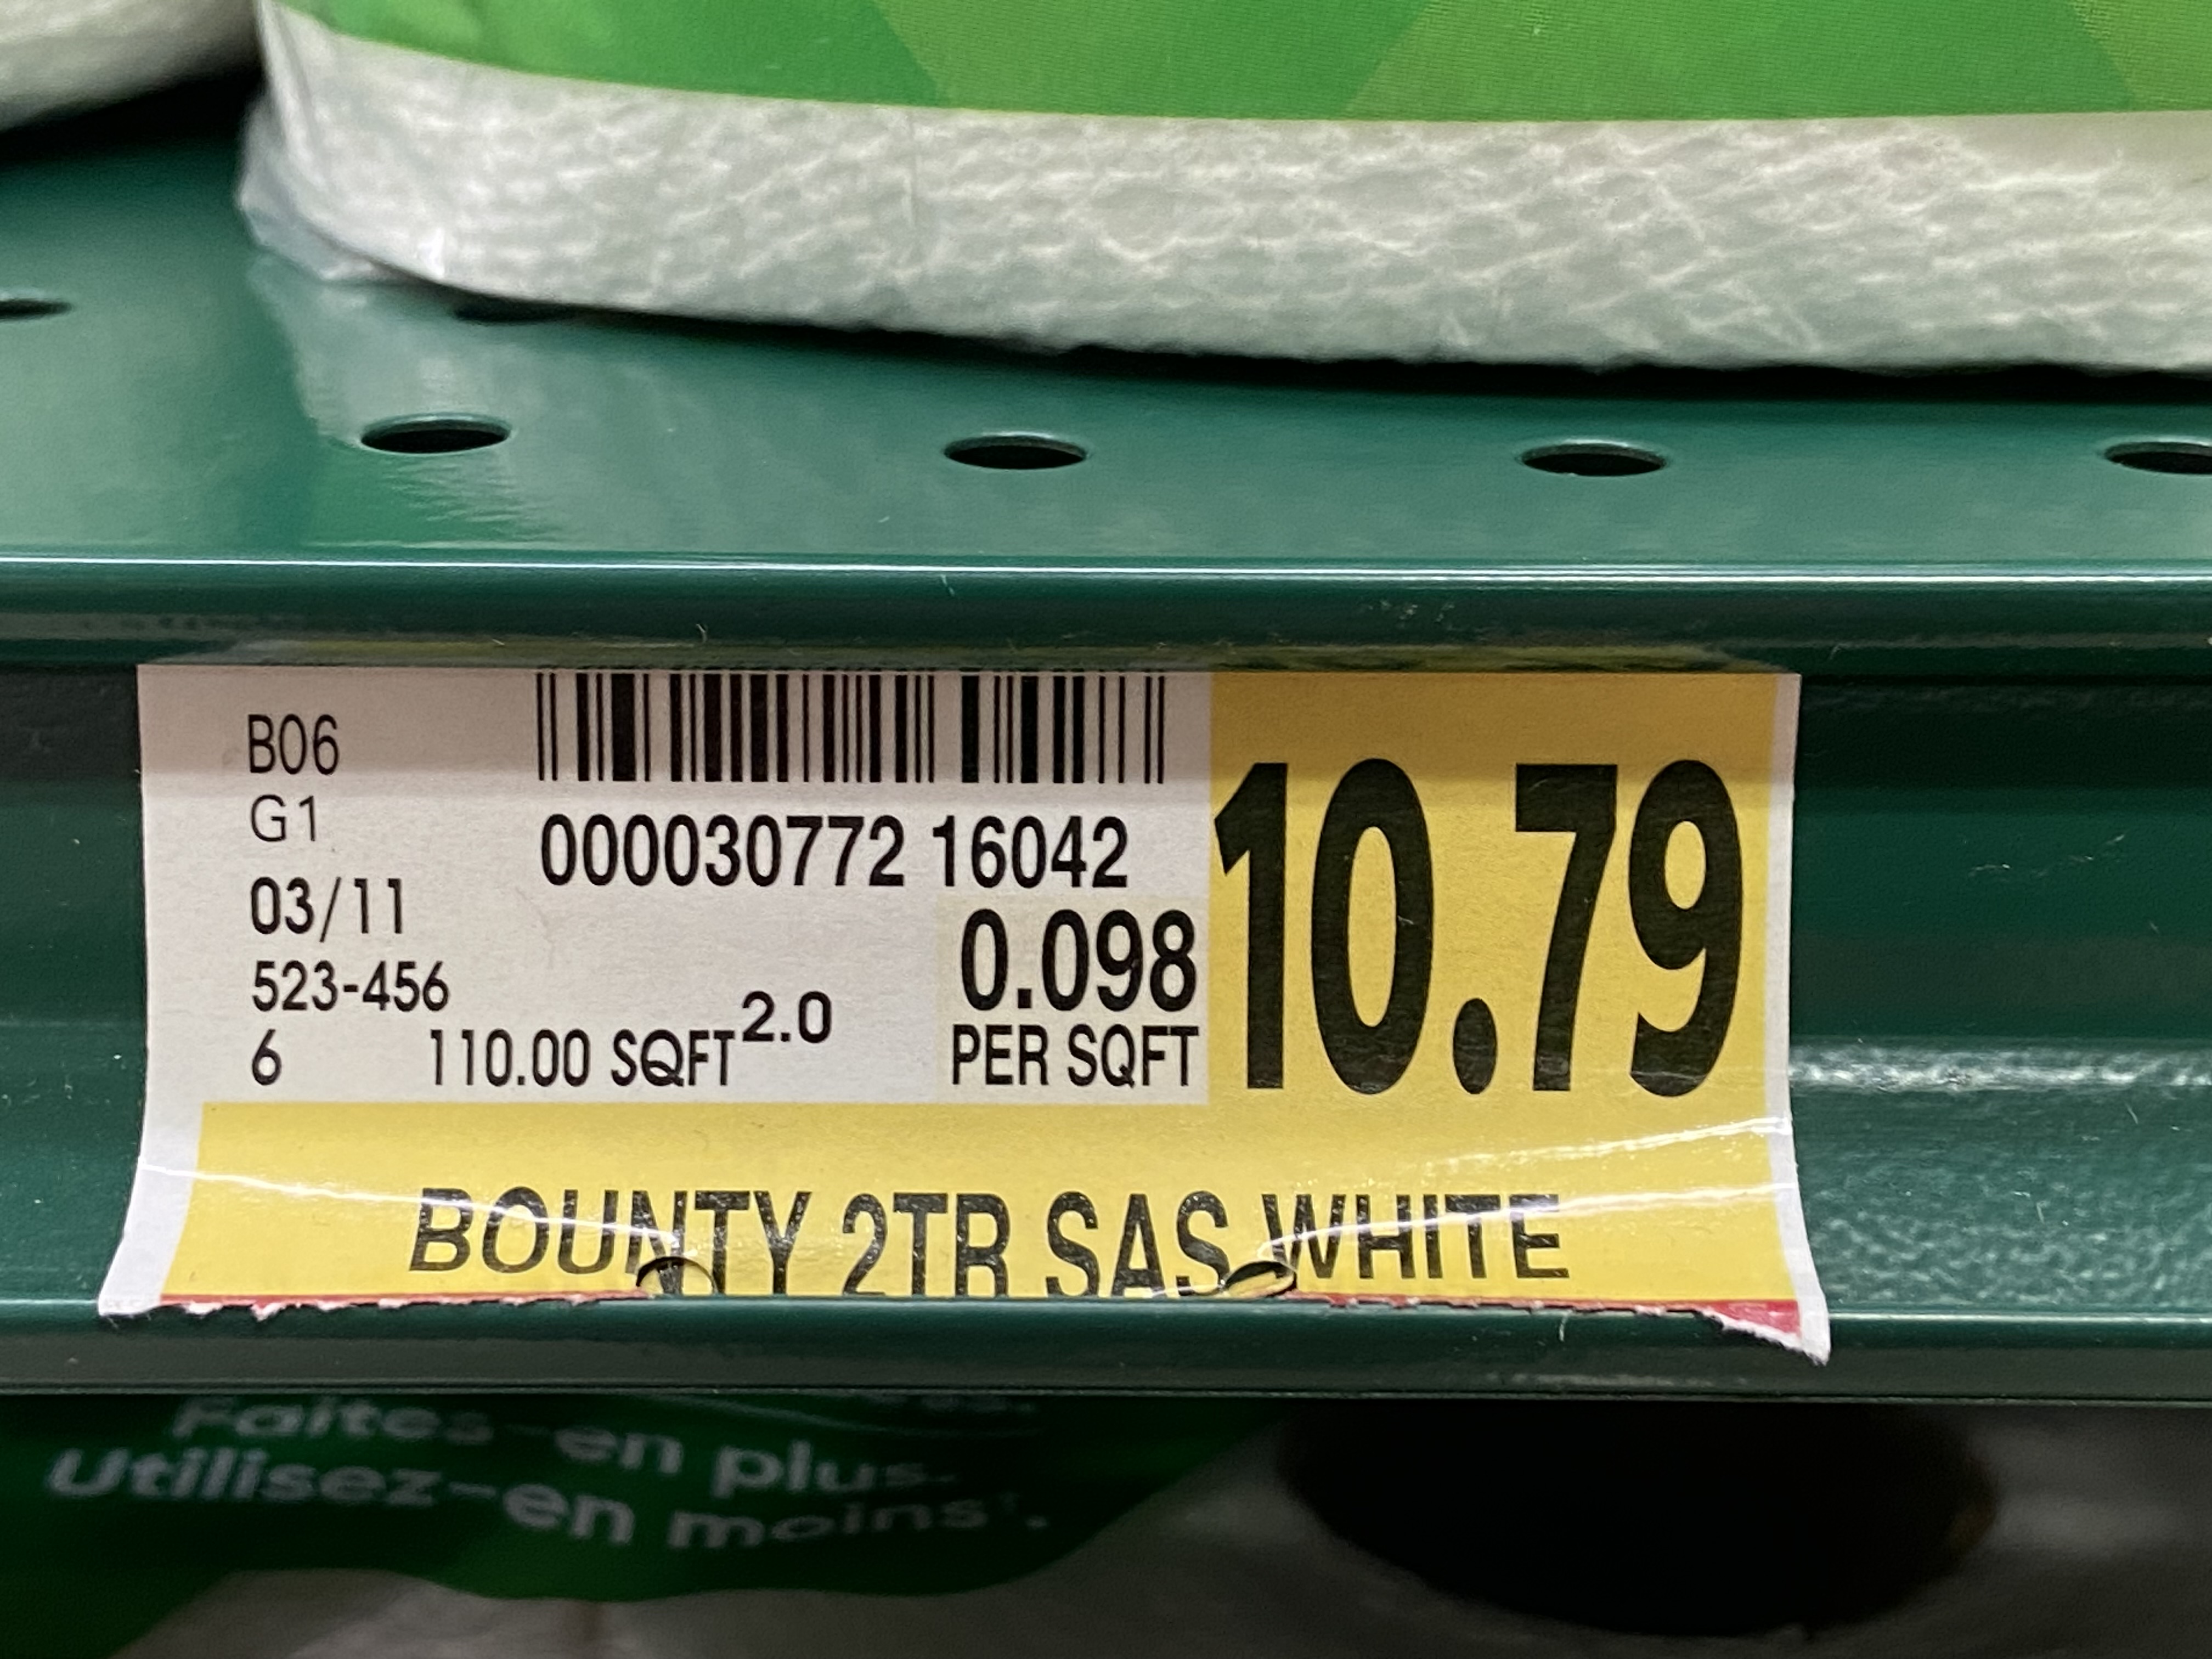 B06
G1
03/11
523-456
6 110.00 SQFT 2.0
000030772 16042
0.098
PER SQFT
10.79
BOUNTY 2TR SAS WHITE
Faites-en plus.
Utilisez-en moins¹.